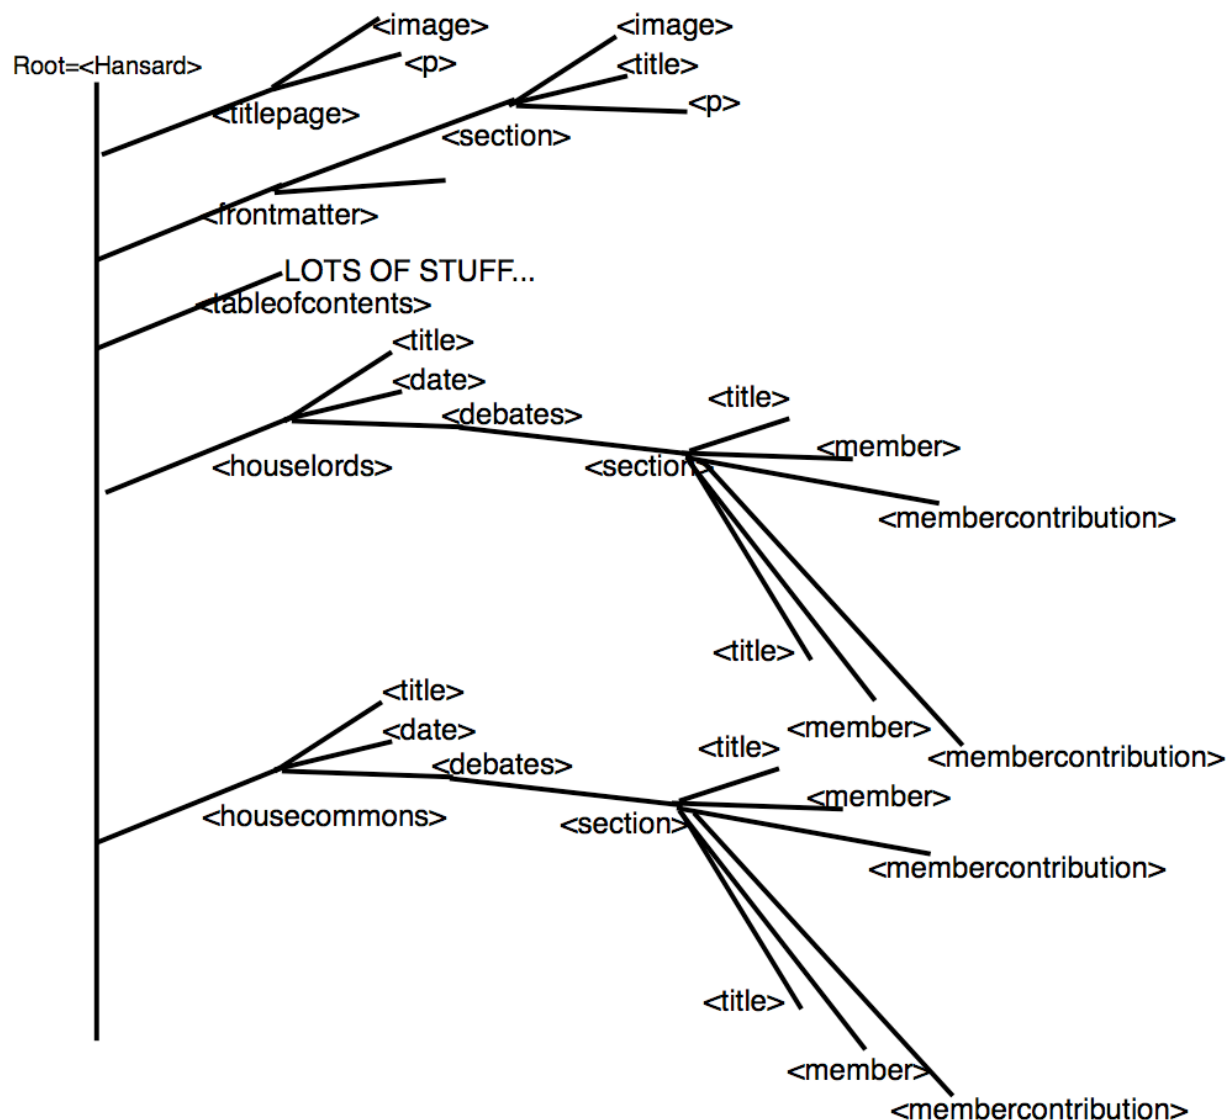 <image>
<p>
Root=<Hansard>
<titlepage>
<image>
<title>
<p>
<section>
<frontmatter>
LOTS OF STUFF...
<tableofcontents>
<title>
<date>
<debates>
<houselords>
<title>
<member>
<section>
<membercontribution>
<title>
<member>
<membercontribution>
<title>
<date>
<debates>
<housecommons>
<title>
<member>
<section>
<membercontribution>
<title>
<member>
<membercontribution>